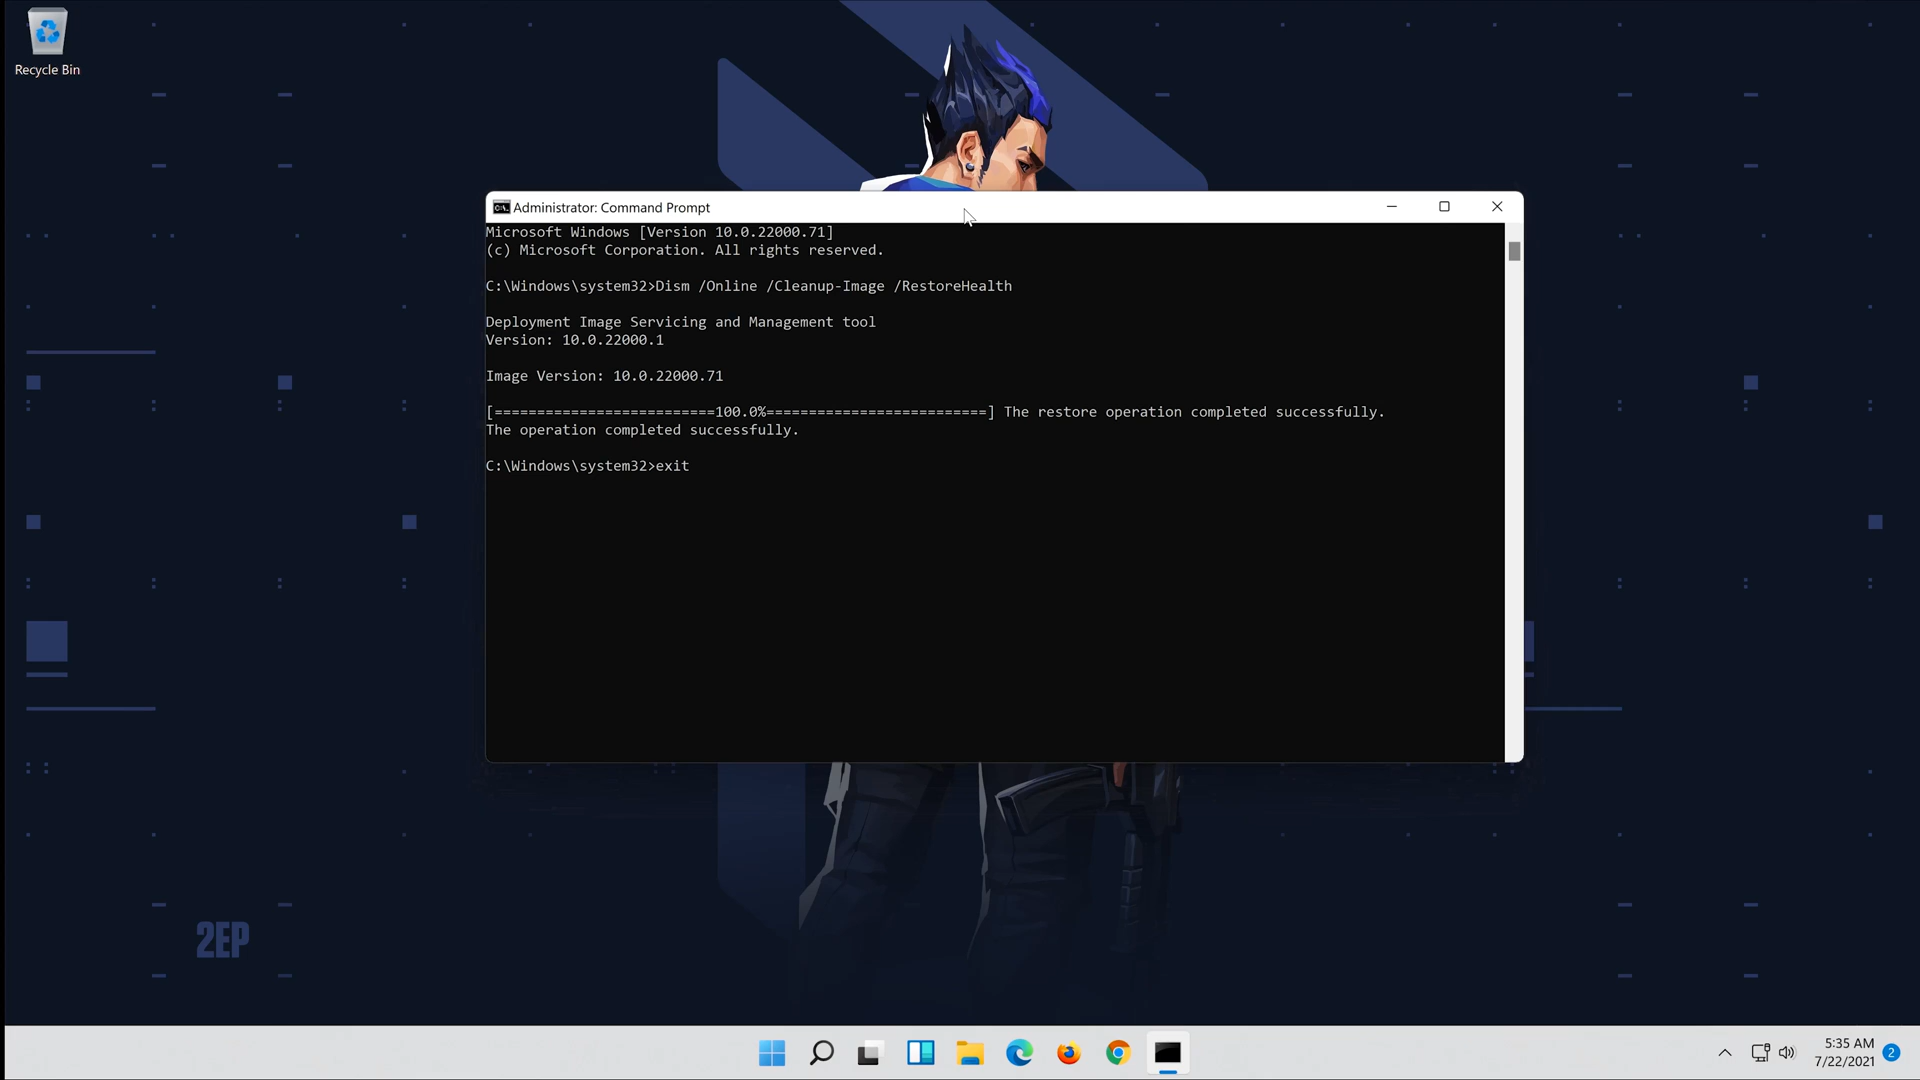 Recycle Bin
Administrator: Command Prompt
Microsoft Windows [Version 10.0.22000.71]
(c) Microsoft Corporation. All rights reserved.
C:\Windows\system32>Dism /Online /Cleanup-Image /RestoreHealth
Deployment Image Servicing and Management tool
Version: 10.0.22000.1
Image Version: 10.0.22000.71
[==========================100.0%==========================] The restore operation completed successfully.
The operation completed successfully.
C:\Windows\system32>exit
2EP
5:35 AM
7/22/2021
2